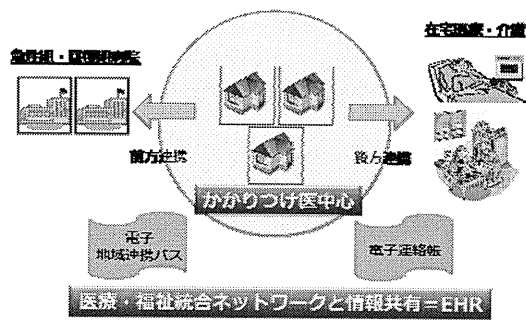 在宅医療・介護
急性期・回復期病院
前方連携
後方連携
かかりつけ医中心
電子
地域連携パス
電子連絡帳
医療・福祉統合ネットワークと情報共有=EHR